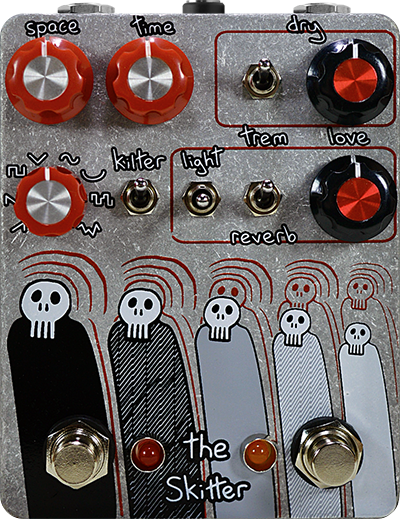 space time dry
trem love
kilter light
reverb
the
Skitter